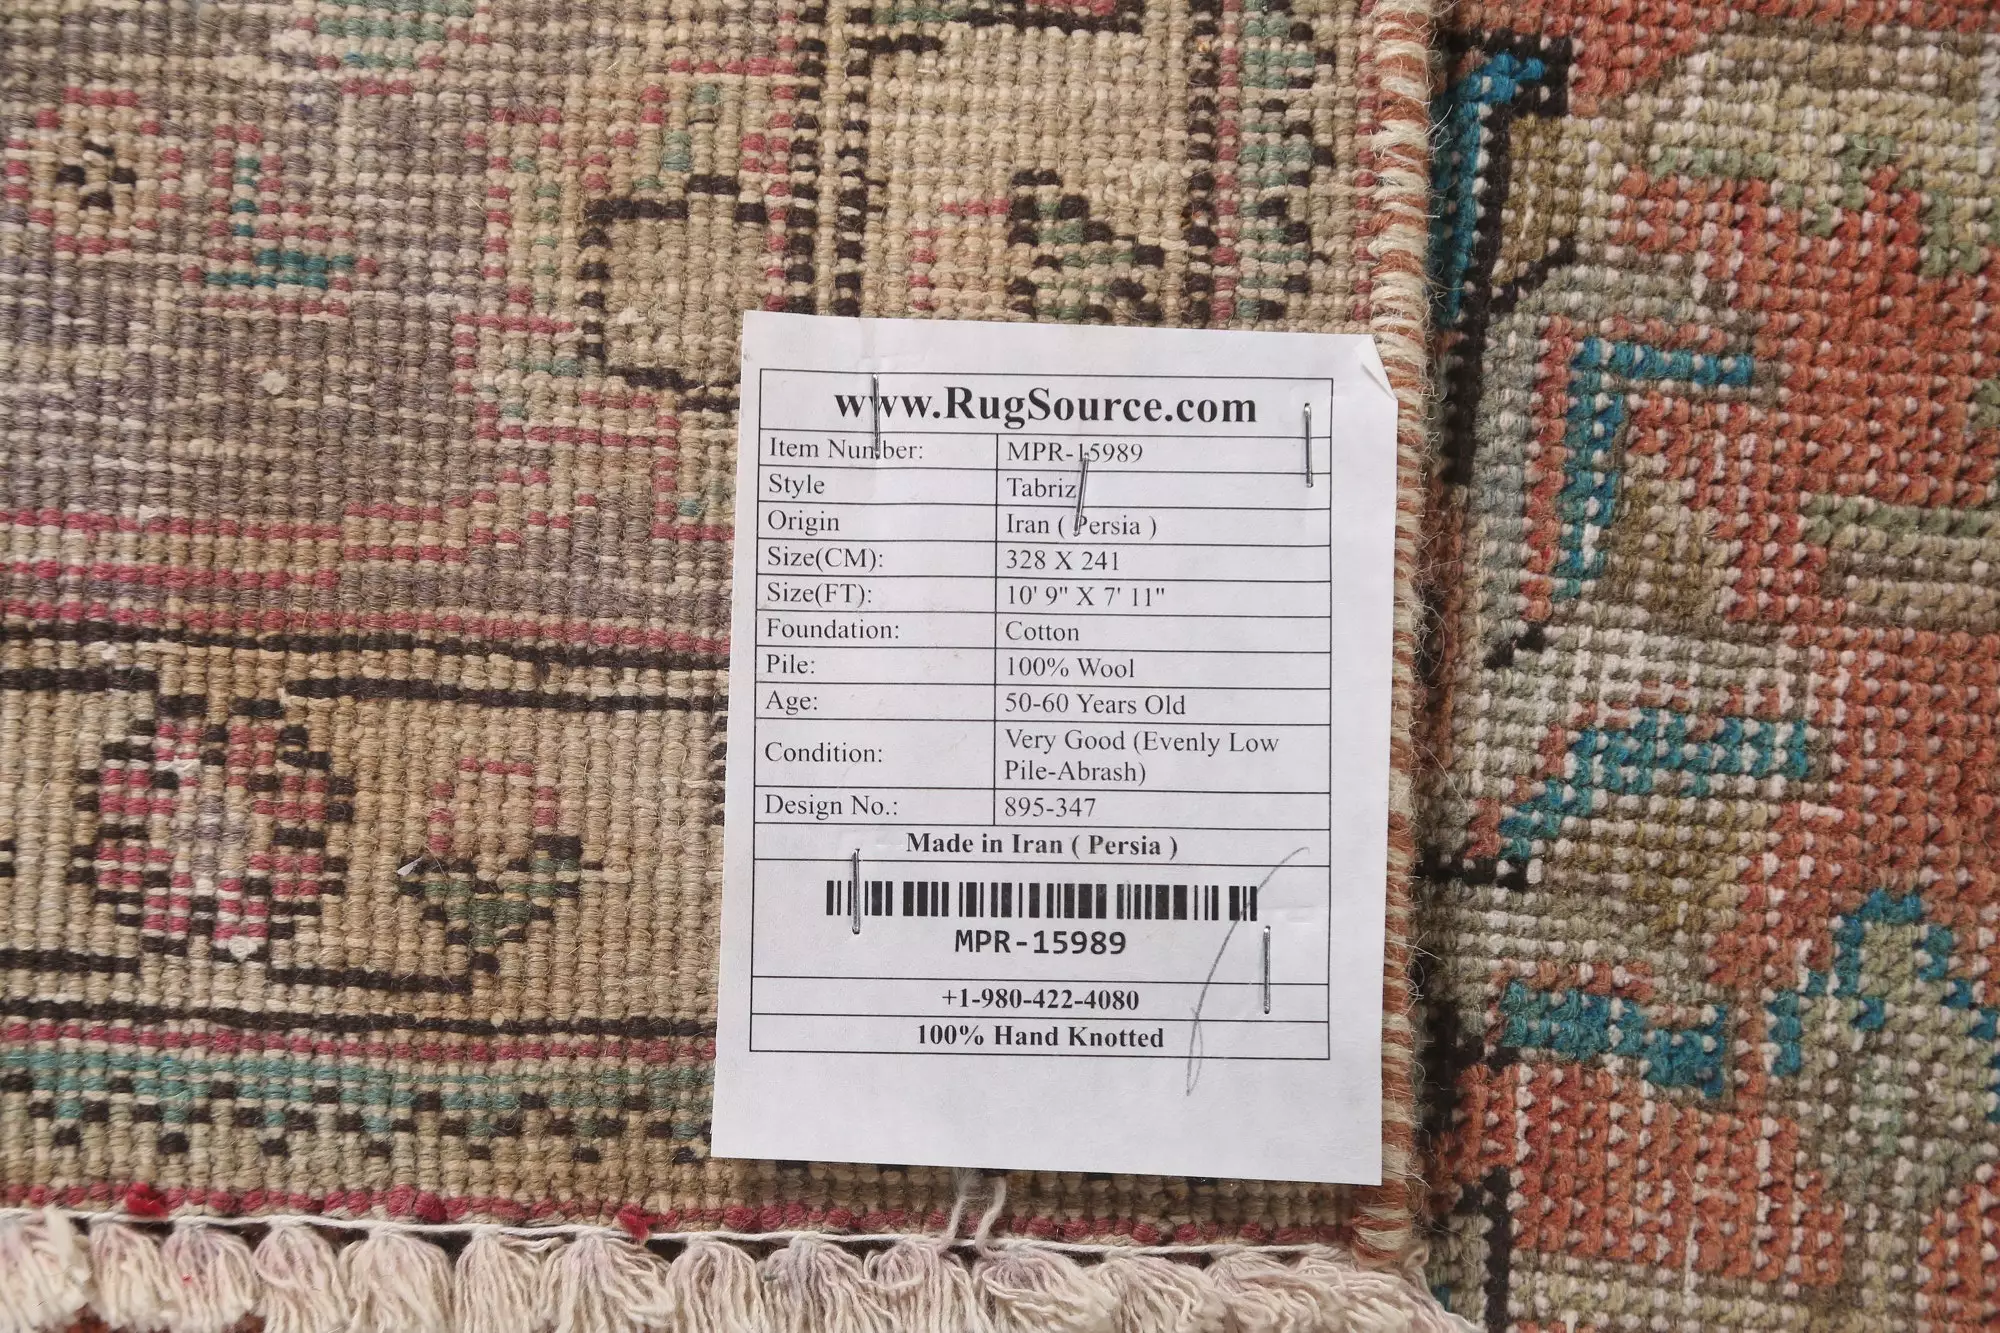 www.RugSource.com
Item Number: MPR-15989
Style Tabriz
Origin Iran ( Persia )
Size(CM): 328 X 241
Size(FT): 10' 9" X 7' 11"
Foundation: Cotton
Pile: 100% Wool
Age: 50-60 Years Old
Condition: Very Good (Evenly Low
Pile-Abrash)
Design No.: 895-347
Made in Iran ( Persia )
MPR-15989
+1-980-422-4080
100% Hand Knotted